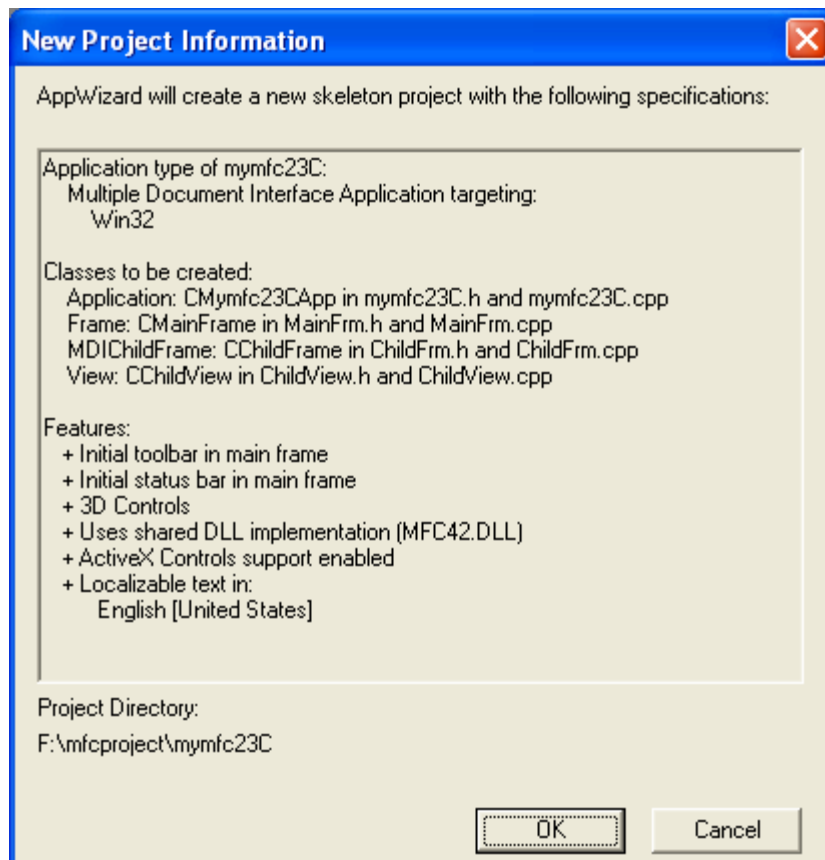 New Project Information
AppWizard will create a new skeleton project with the following specifications:
Application type of mymfc23C:
Multiple Document Interface Application targeting:
Win32
Classes to be created:
Application: CMymfc23CApp in mymfc23C.h and mymfc23C.cpp
Frame: CMainFrame in MainFrm.h and MainFrm.cpp
MDIChildFrame: CChildFrame in ChildFrm.h and ChildFrm.cpp
View: CChildView in ChildView.h and ChildView.cpp
Features:
+ Initial toolbar in main frame
+ Initial status bar in main frame
+ 3D Controls
+ Uses shared DLL implementation (MFC42.DLL)
+ ActiveX Controls support enabled
+ Localizable text in:
English [United States]
Project Directory:
F:\mfcproject\mymfc23C
OK Cancel